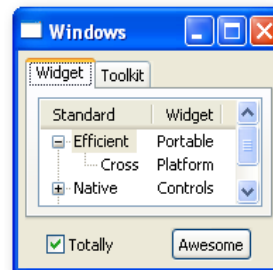 Windows
Widget Toolkit
Standard Widget
Efficient Portable
Cross Platform
Native Controls
Totally Awesome